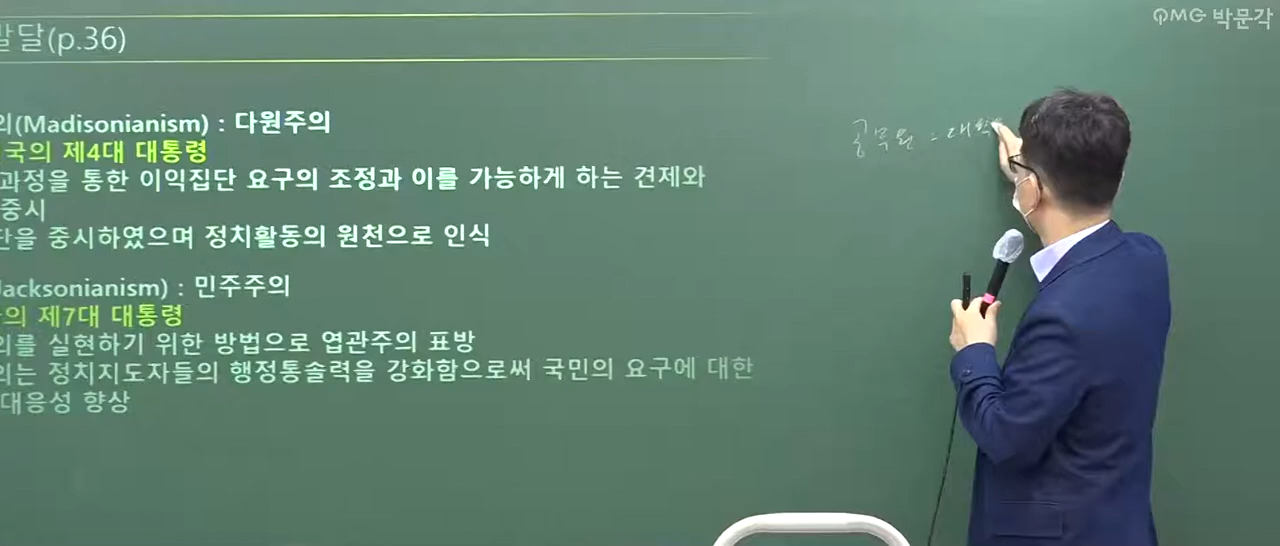 발달(p.36)
PMG 박문각
의(Madisonianism) : 다원주의
국의 제4대 대통령
과정을 통한 이익집단 요구의 조정과 이를 가능하게 하는 견제와
중시
단을 중시하였으며 정치활동의 원천으로 인식
Jacksonianism) : 민주주의
의 제7대 대통령
의를 실현하기 위한 방법으로 엽관주의 표방
의는 정치지도자들의 행정통솔력을 강화함으로써 국민의 요구에 대한
대응성 향상
공무원 =